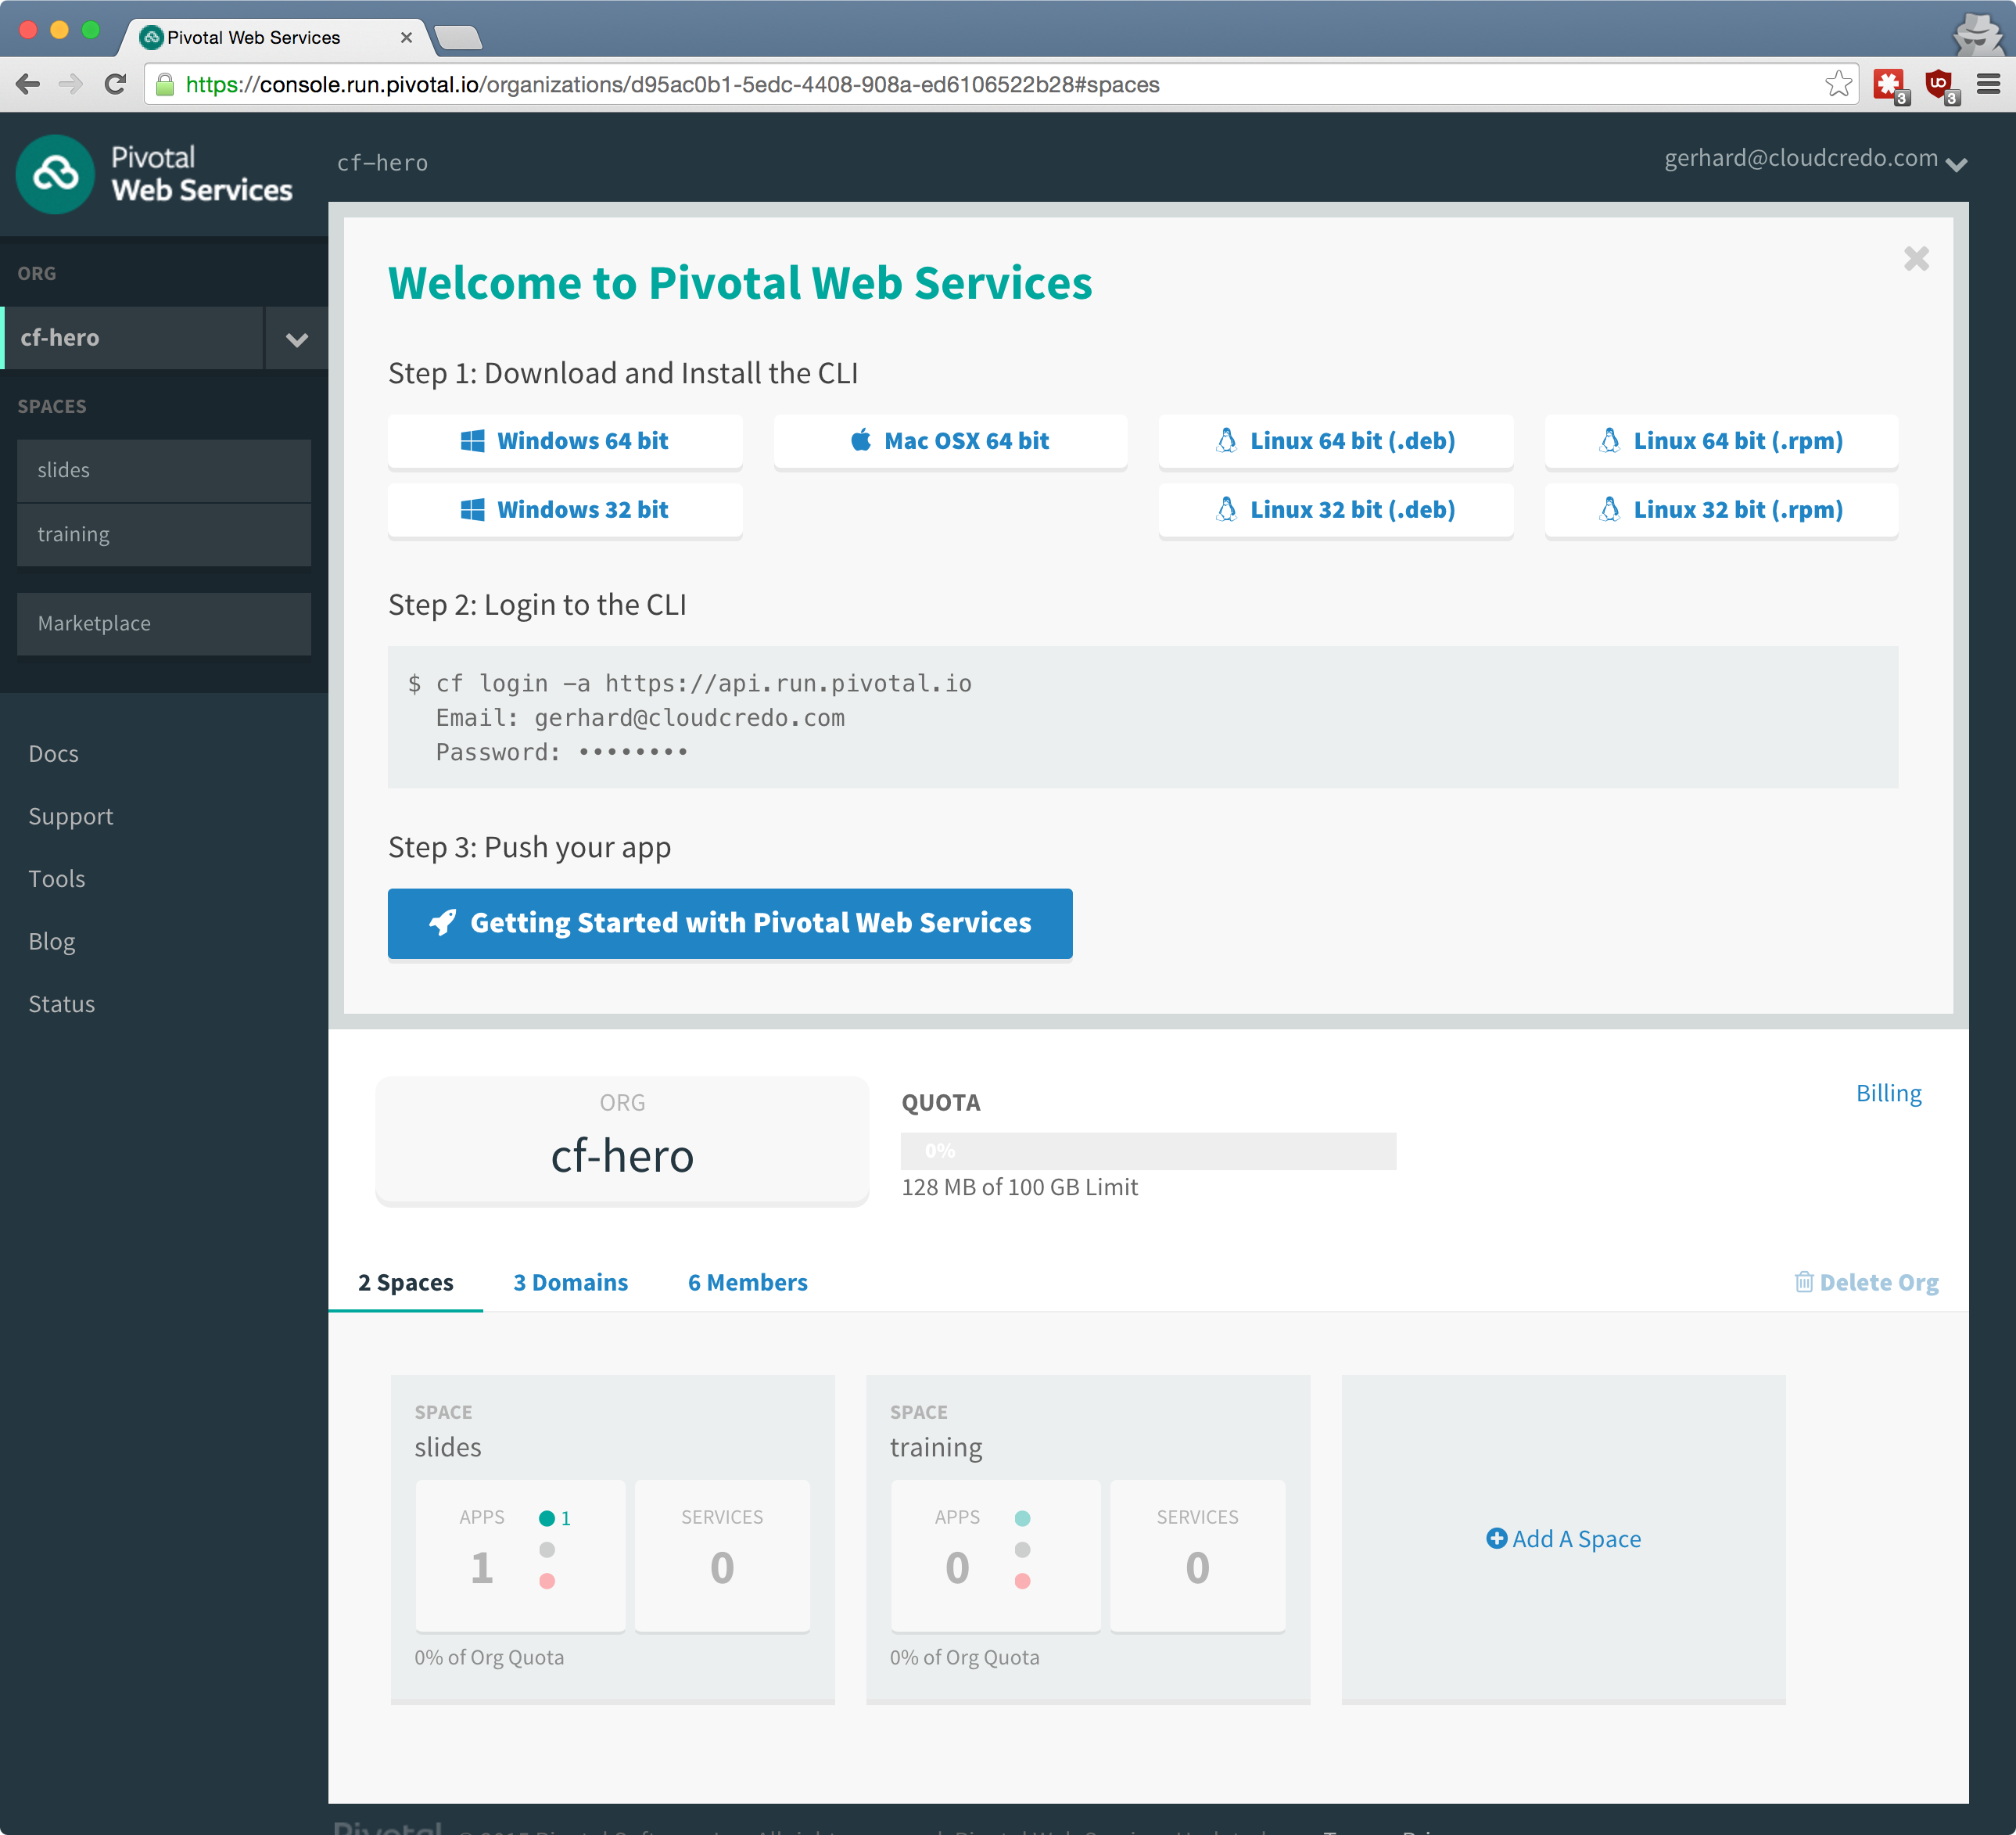 Pivotal Web Services
https://console.run.pivotal.io/organizations/d95ac0b1-5edc-4408-908a-ed6106522b28#spaces
3
3
Pivotal
Web Services
cf-hero
gerhard@cloudcredo.com
ORG
cf-hero
SPACES
slides
training
Marketplace
Docs
Support
Tools
Blog
Status
Welcome to Pivotal Web Services
Step 1: Download and Install the CLI
Windows 64 bit
Mac OSX 64 bit
Linux 64 bit (.deb)
Linux 64 bit (.rpm)
Windows 32 bit
Linux 32 bit (.deb)
Linux 32 bit (.rpm)
Step 2: Login to the CLI
$ cf login -a https://api.run.pivotal.io
Email: gerhard@cloudcredo.com
Password: ••••••••
Step 3: Push your app
Getting Started with Pivotal Web Services
ORG
cf-hero
QUOTA
0%
128 MB of 100 GB Limit
Billing
2 Spaces
3 Domains
6 Members
Delete Org
SPACE
slides
APPS
1
1
SERVICES
0
0% of Org Quota
SPACE
training
APPS
0
SERVICES
0
0% of Org Quota
Add A Space
Pivotal